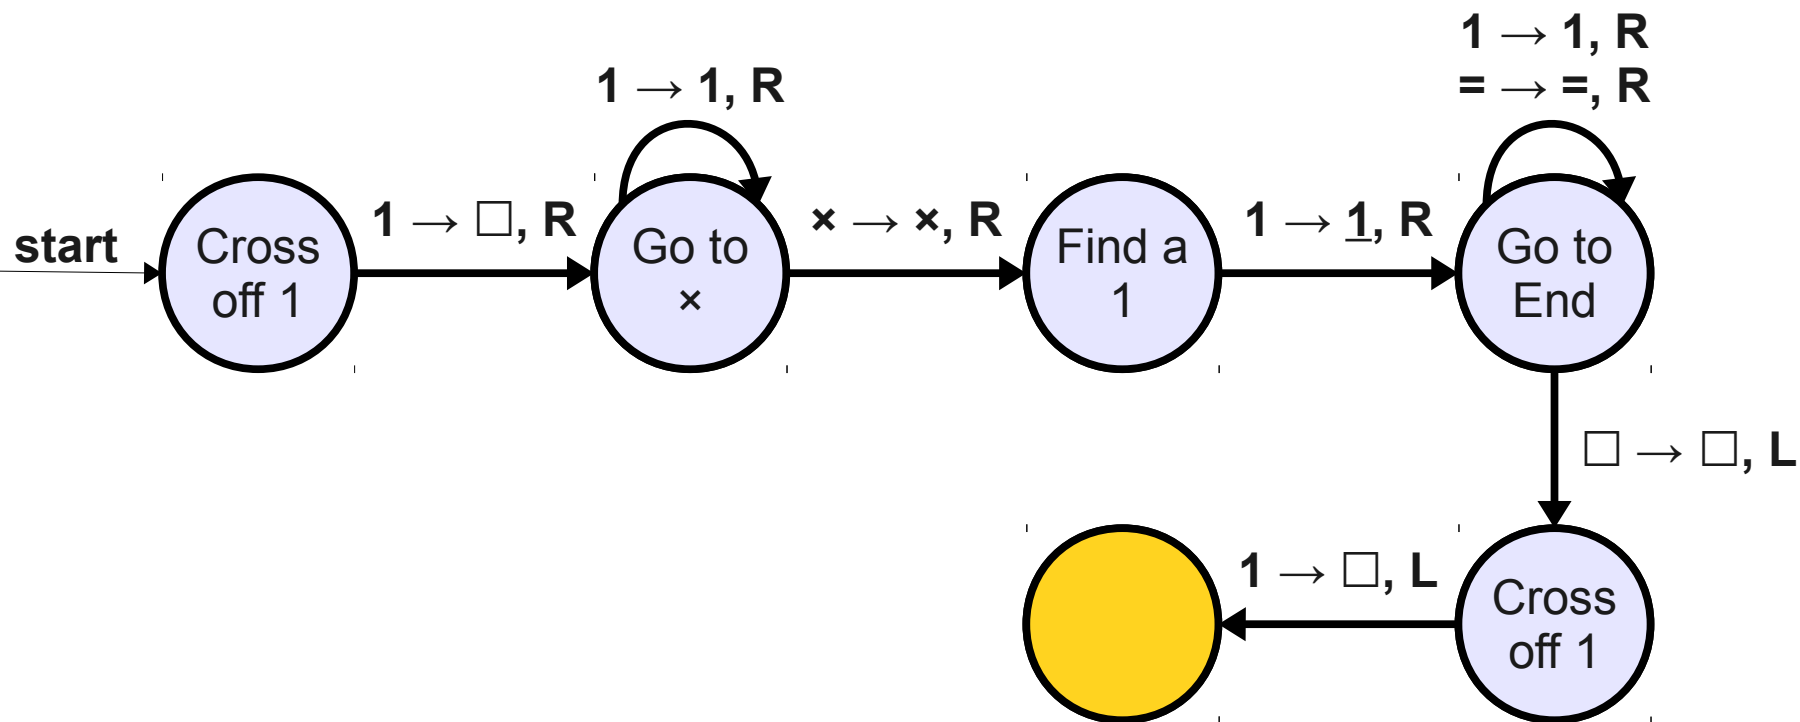 1 → 1, R
= → =, R
1 → 1, R
start
Cross
off 1
1 → □, R
Go to
×
× → ×, R
Find a
1
1 → 1, R
Go to
End
□ → □, L
1 → □, L
Cross
off 1